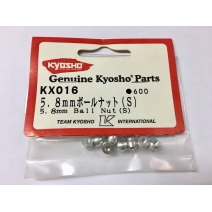 KYOSHO
Genuine Kyosho Parts
KX016 ●600
5.8mmボールナット(S)
5.8mm Ball Nut(S)
TEAM KYOSHO K INTERNATIONAL